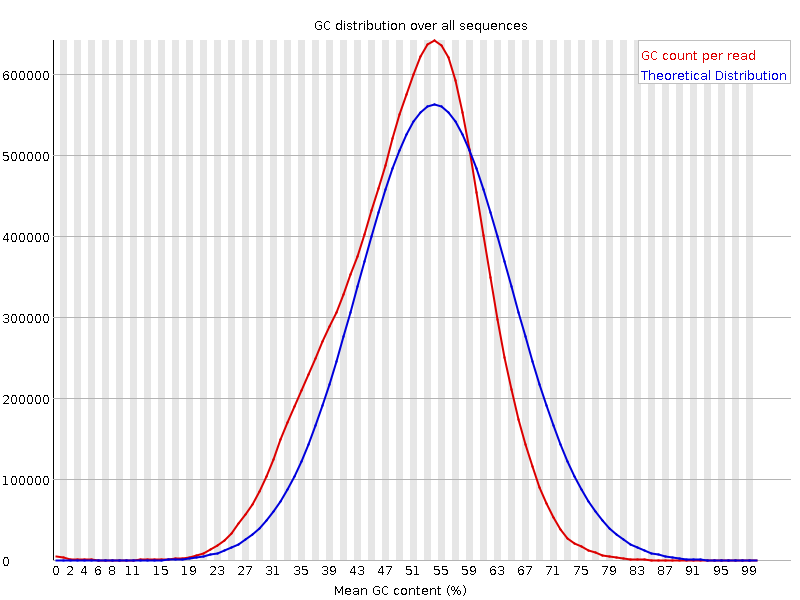 GC distribution over all sequences
GC count per read
Theoretical Distribution
600000
500000
400000
300000
200000
100000
0
0 2 4 6 8 11 15 19 23 27 31 35 39 43 47 51 55 59 63 67 71 75 79 83 87 91 95 99
Mean GC content (%)